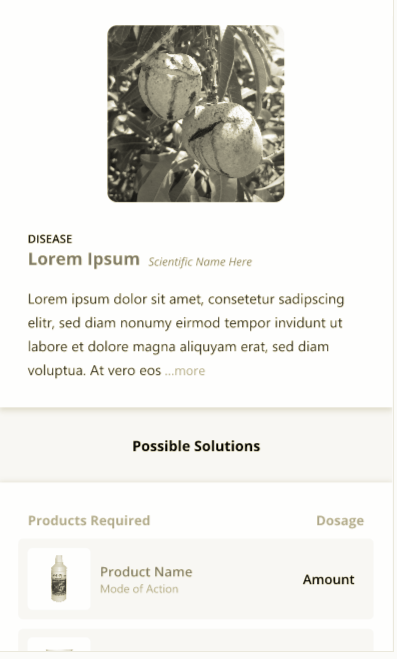 DISEASE
Lorem Ipsum Scientific Name Here
Lorem ipsum dolor sit amet, consetetur sadipscing
elitr, sed diam nonumy eirmod tempor invidunt ut
labore et dolore magna aliquyam erat, sed diam
voluptua. At vero eos ...more
Possible Solutions
Products Required Dosage
Product Name
Mode of Action
Amount